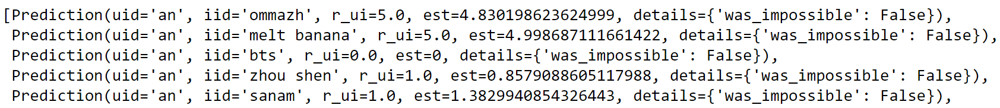 [Prediction(uid='an', iid='ommazh', r_ui=5.0, est=4.830198623624999, details={'was_impossible': False}),
Prediction(uid='an', iid='melt banana', r_ui=5.0, est=4.998687111661422, details={'was_impossible': False}),
Prediction(uid='an', iid='bts', r_ui=0.0, est=0, details={'was_impossible': False}),
Prediction(uid='an', iid='zhou shen', r_ui=1.0, est=0.8579088605117988, details={'was_impossible': False}),
Prediction(uid='an', iid='sanam', r_ui=1.0, est=1.3829940854326443, details={'was_impossible': False}),